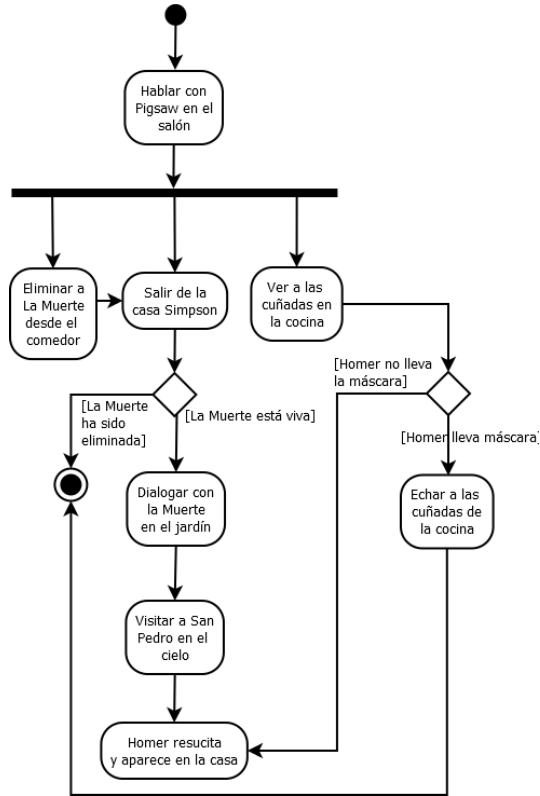 Hablar con
Pigsaw en el
salón
Eliminar a
La Muerte
desde el
comedor
Salir de la
casa Simpson
Ver a las
cuñadas en
la cocina
[Homer no lleva
la máscara]
[La Muerte
ha sido
eliminada]
[La Muerte está viva]
[Homer lleva máscara]
Dialogar con
la Muerte
en el jardín
Echar a las
cuñadas de
la cocina
Visitar a San
Pedro en el
cielo
Homer resucita
y aparece en la casa